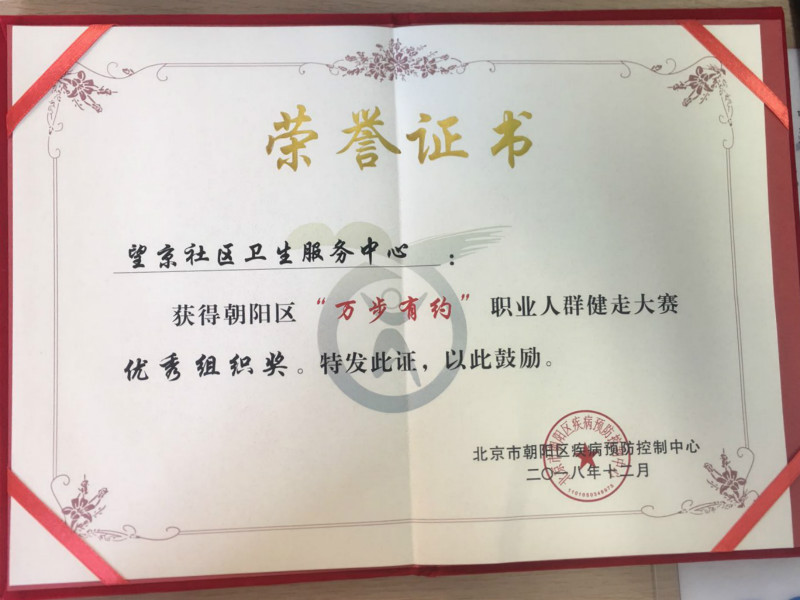 荣誉证书
望京社区卫生服务中心：
获得朝阳区“万步有约”职业人群健走大赛
优秀组织奖。特发此证，以此鼓励。
北京市朝阳区疾病预防控制中心
二〇一八年十二月